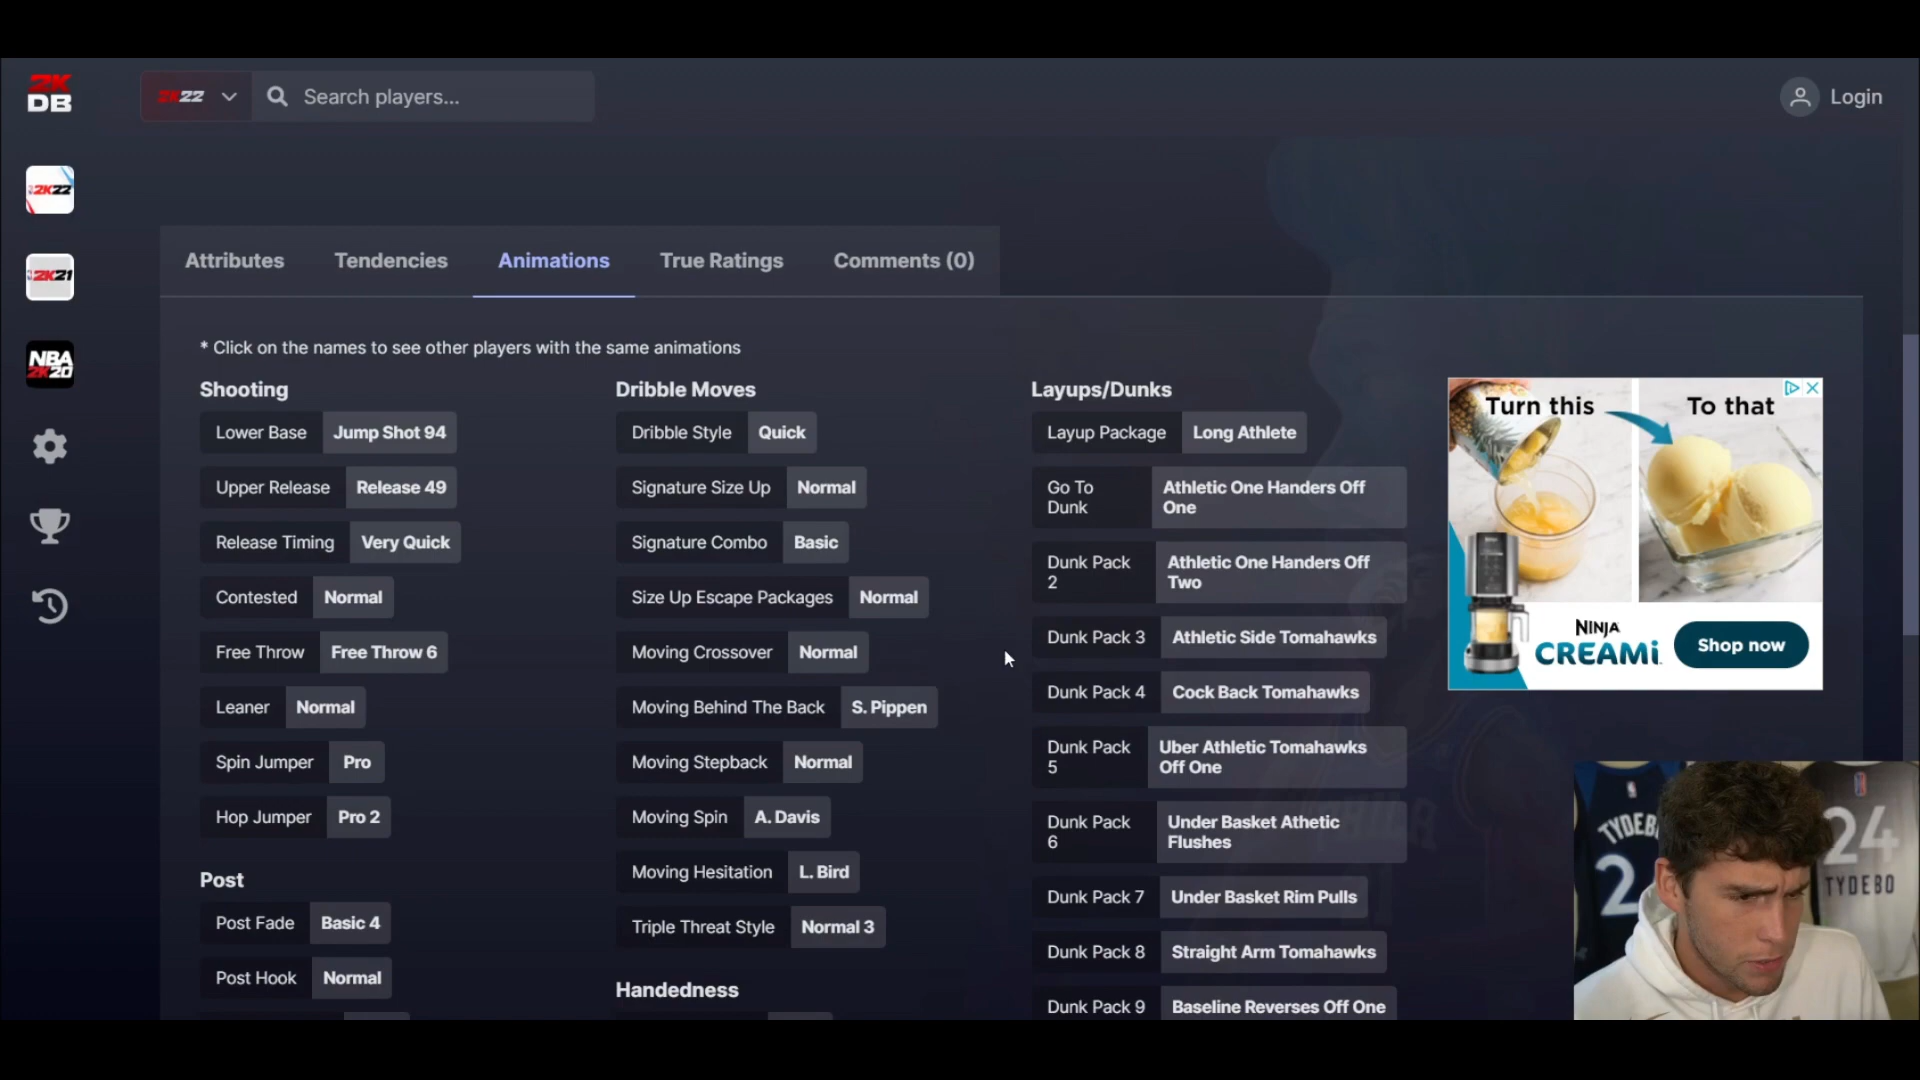 2K
DB
2K22
Search players...
Login
2K22
2K21
NBA
2K20
Attributes
Tendencies
Animations
True Ratings
Comments (0)
* Click on the names to see other players with the same animations
Shooting
Lower Base Jump Shot 94
Upper Release Release 49
Release Timing Very Quick
Contested Normal
Free Throw Free Throw 6
Leaner Normal
Spin Jumper Pro
Hop Jumper Pro 2
Post
Post Fade Basic 4
Post Hook Normal
Dribble Moves
Dribble Style Quick
Signature Size Up Normal
Signature Combo Basic
Size Up Escape Packages Normal
Moving Crossover Normal
Moving Behind The Back S. Pippen
Moving Stepback Normal
Moving Spin A. Davis
Moving Hesitation L. Bird
Triple Threat Style Normal 3
Handedness
Layups/Dunks
Layup Package Long Athlete
Go To
Dunk
Athletic One Handers Off
One
Dunk Pack
2
Athletic One Handers Off
Two
Dunk Pack 3 Athletic Side Tomahawks
Dunk Pack 4 Cock Back Tomahawks
Dunk Pack
5
Uber Athletic Tomahawks
Off One
Dunk Pack
6
Under Basket Athetic
Flushes
Dunk Pack 7 Under Basket Rim Pulls
Dunk Pack 8 Straight Arm Tomahawks
Dunk Pack 9 Baseline Reverses Off One
Turn this
To that
NINJA
CREAMi
Shop now
TYDEB
2
24
TYDEBO